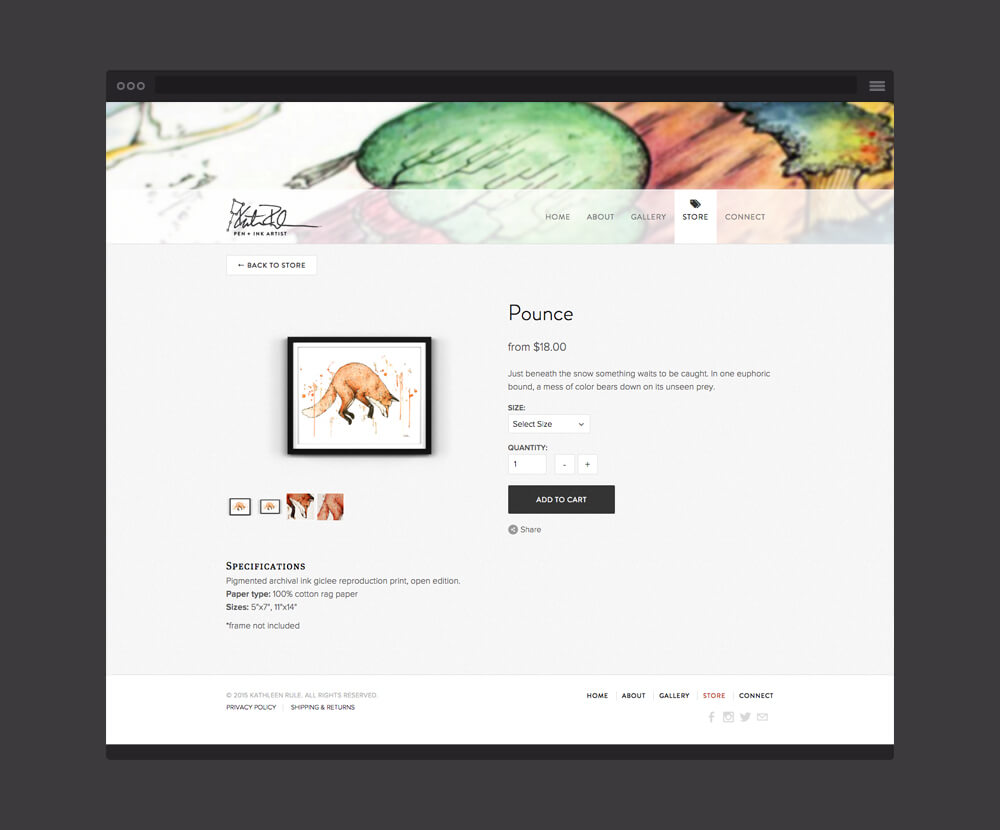 PEN + INK ARTIST
HOME ABOUT GALLERY STORE CONNECT
← BACK TO STORE
Pounce
from $18.00
Just beneath the snow something waits to be caught. In one euphoric
bound, a mess of color bears down on its unseen prey.
SIZE:
Select Size
QUANTITY:
1 - +
ADD TO CART
Share
SPECIFICATIONS
Pigmented archival ink giclee reproduction print, open edition.
Paper type: 100% cotton rag paper
Sizes: 5"x7", 11"x14"
*frame not included
© 2015 KATHLEEN RULE. ALL RIGHTS RESERVED.
PRIVACY POLICY SHIPPING & RETURNS
HOME ABOUT GALLERY STORE CONNECT